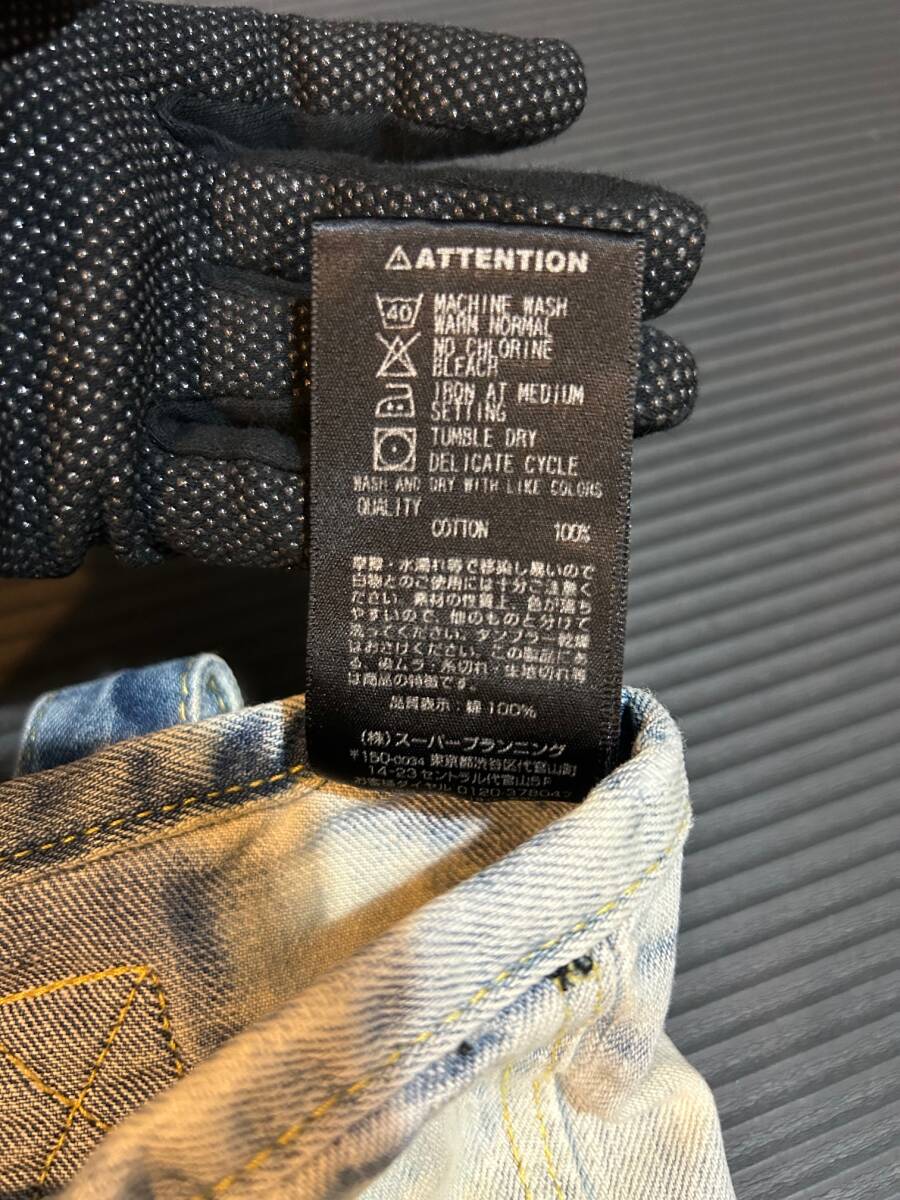 ATTENTION
40
MACHINE WASH
WARM NORMAL
NO CHLORINE
BLEACH
IRON AT MEDIUM
SETTING
TUMBLE DRY
DELICATE CYCLE
WASH AND DRY WITH LIKE COLORS
QUALITY
COTTON 100%
摩擦・水濡れ等で移染し易いので
白物とのご使用には十分ご注意く
ださい。素材の性質上、色が落ち
やすいので、他のものと分けて
洗ってください。タンブラー乾燥
はおさけください。この製品にあ
る、染ムラ・糸切れ・生地切れ等
は商品の特徴です。
品質表示：綿 100%
(株)スーパープランニング
〒150-0034 東京都渋谷区代官山町
14-23 セントラル代官山5F
ダイヤル 0120-378047